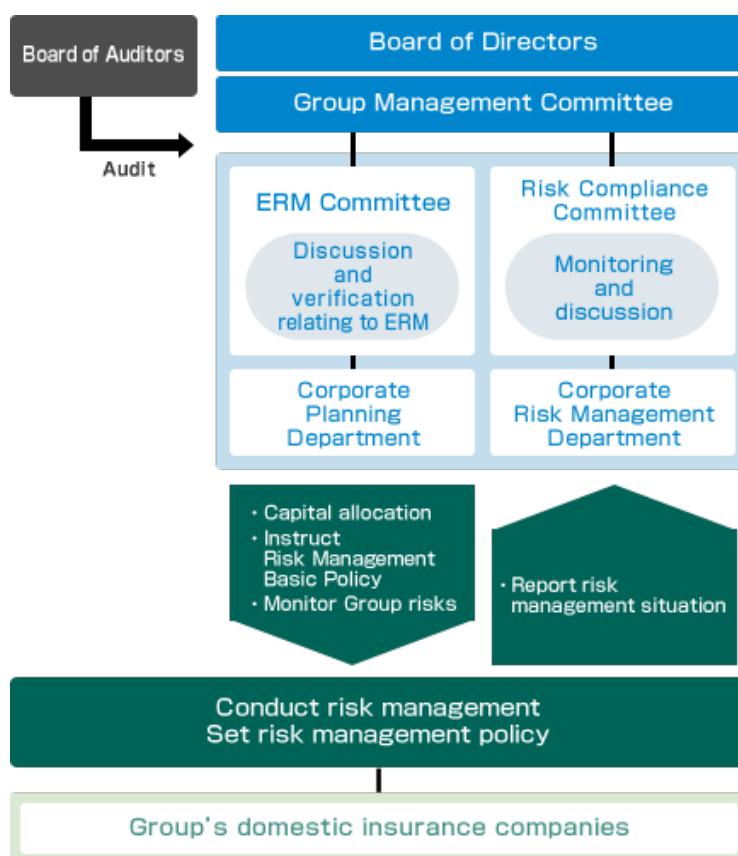 Board of Auditors
Board of Directors
Group Management Committee
Audit
ERM Committee
Discussion
and
verification
relating to ERM
Risk Compliance
Committee
Monitoring
and
discussion
Corporate
Planning
Department
Corporate
Risk Management
Department
・Capital allocation
・Instruct
Risk Management
Basic Policy
・Monitor Group risks
・Report risk
management situation
Conduct risk management
Set risk management policy
Group's domestic insurance companies